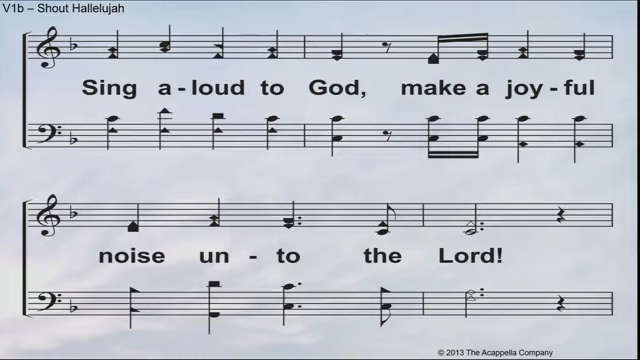 V1b – Shout Hallelujah
Sing a - loud to God, make a joy - ful
noise un - to the Lord!
© 2013 The Acappella Company